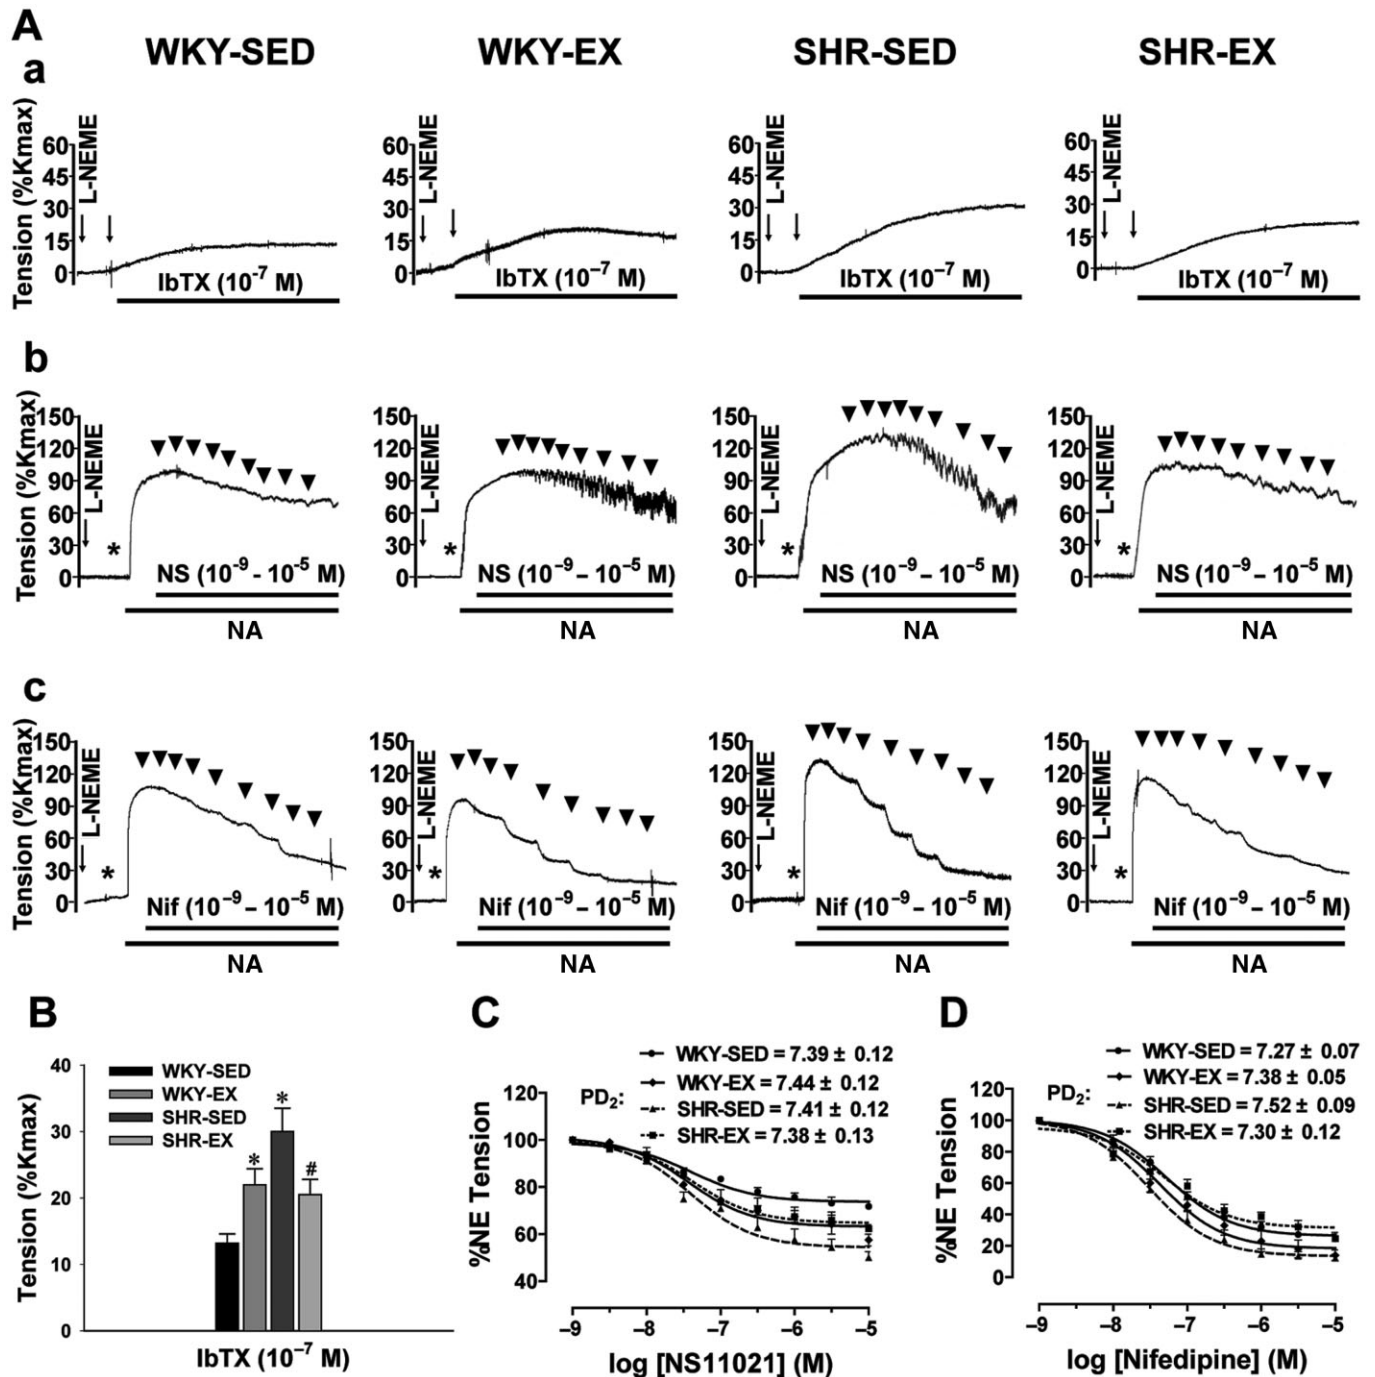 A
WKY-SED WKY-EX SHR-SED SHR-EX
a
Tension (%Kmax)
60 45 30 15 0
L-NEME
IbTX (10⁻⁷ M)
60 45 30 15 0
L-NEME
IbTX (10⁻⁷ M)
60 45 30 15 0
L-NEME
IbTX (10⁻⁷ M)
60 45 30 15 0
L-NEME
IbTX (10⁻⁷ M)
b
Tension (%Kmax)
150 120 90 60 30 0
L-NEME
*
NS (10⁻⁹ – 10⁻⁵ M)
NA
150 120 90 60 30 0
L-NEME
*
NS (10⁻⁹ – 10⁻⁵ M)
NA
150 120 90 60 30 0
L-NEME
*
NS (10⁻⁹ – 10⁻⁵ M)
NA
150 120 90 60 30 0
L-NEME
*
NS (10⁻⁹ – 10⁻⁵ M)
NA
c
Tension (%Kmax)
150 120 90 60 30 0
L-NEME
*
Nif (10⁻⁹ – 10⁻⁵ M)
NA
150 120 90 60 30 0
L-NEME
*
Nif (10⁻⁹ – 10⁻⁵ M)
NA
150 120 90 60 30 0
L-NEME
*
Nif (10⁻⁹ – 10⁻⁵ M)
NA
150 120 90 60 30 0
L-NEME
*
Nif (10⁻⁹ – 10⁻⁵ M)
NA
B
Tension (%Kmax)
40 30 20 10 0
WKY-SED
WKY-EX
SHR-SED
SHR-EX
* * #
IbTX (10⁻⁷ M)
C
PD₂:
WKY-SED = 7.39 ± 0.12
WKY-EX = 7.44 ± 0.12
SHR-SED = 7.41 ± 0.12
SHR-EX = 7.38 ± 0.13
%NE Tension
120 100 80 60 40
–9 –8 –7 –6 –5
log [NS11021] (M)
D
PD₂:
WKY-SED = 7.27 ± 0.07
WKY-EX = 7.38 ± 0.05
SHR-SED = 7.52 ± 0.09
SHR-EX = 7.30 ± 0.12
%NE Tension
120 100 80 60 40 20 0
–9 –8 –7 –6 –5
log [Nifedipine] (M)